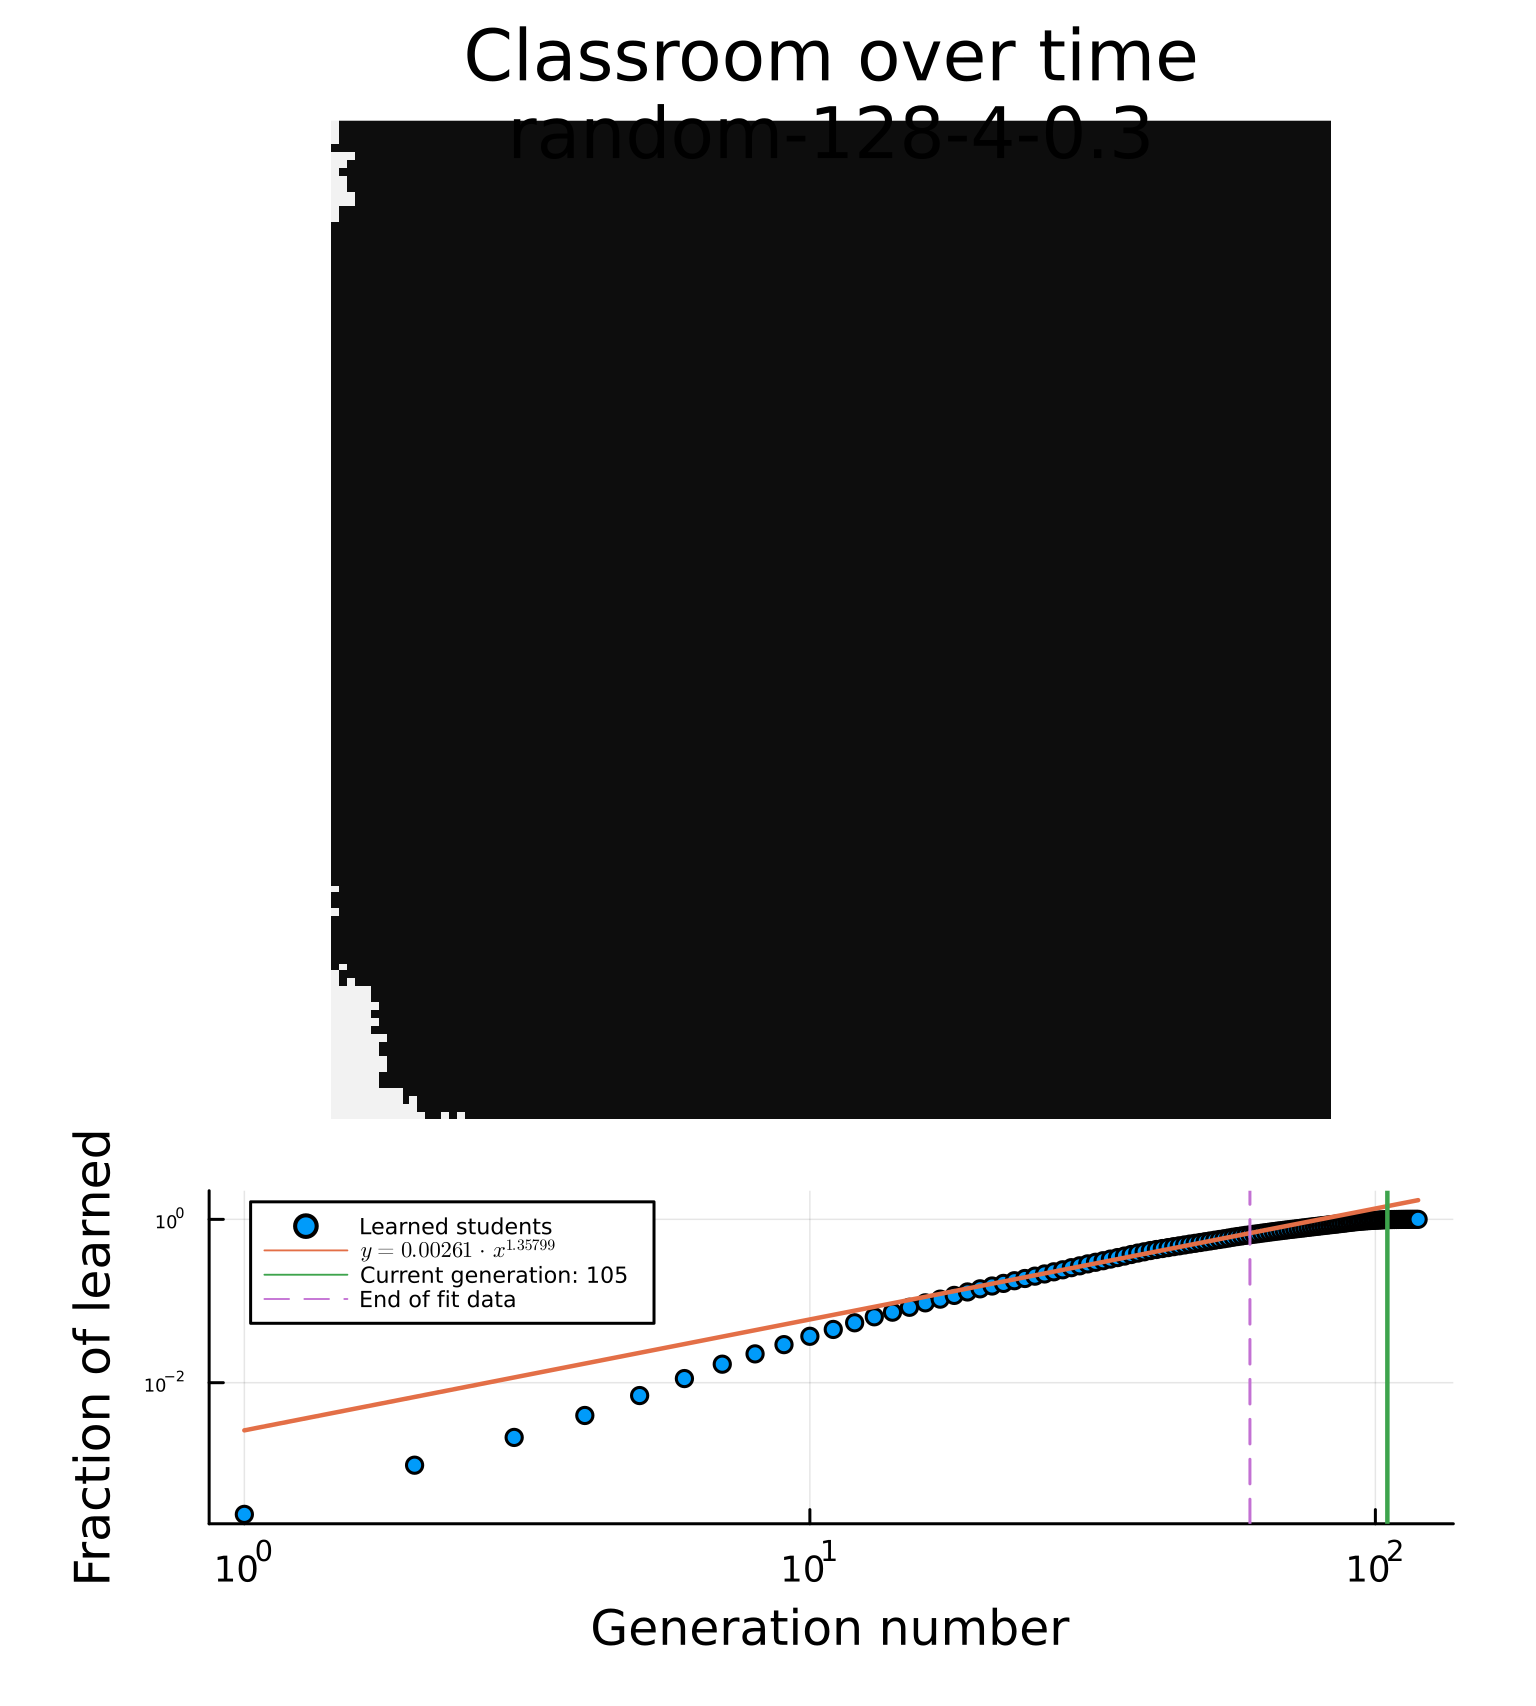 Classroom over time
random-128-4-0.3
Fraction of learned
10⁰
10⁻²
Learned students
y = 0.00261 · x^1.35799
Current generation: 105
End of fit data
10⁰
10¹
10²
Generation number